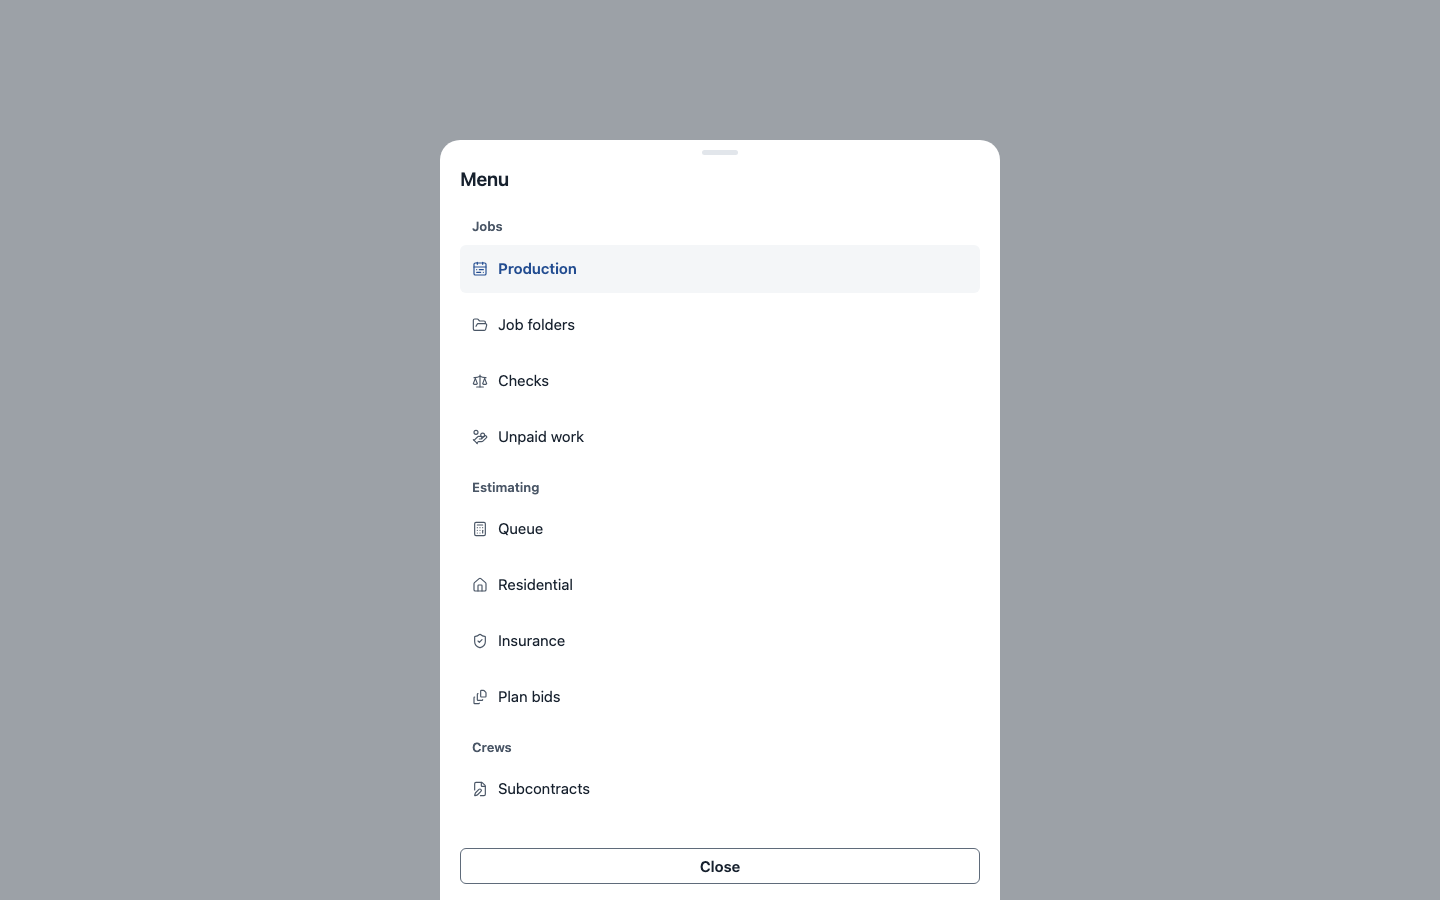 Menu
Jobs
Production
Job folders
Checks
Unpaid work
Estimating
Queue
Residential
Insurance
Plan bids
Crews
Subcontracts
Close